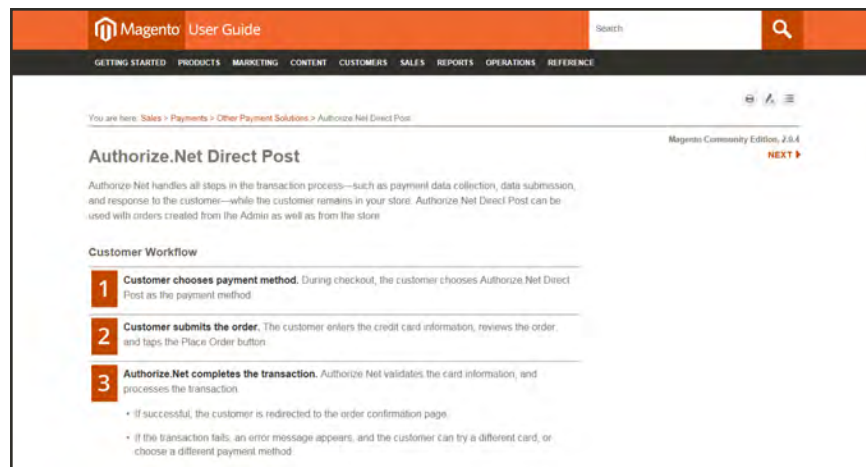 Magento User Guide
Search
GETTING STARTED PRODUCTS MARKETING CONTENT CUSTOMERS SALES REPORTS OPERATIONS REFERENCE
You are here: Sales > Payments > Other Payment Solutions > Authorize.Net Direct Post
Magento Community Edition, 2.0.4
NEXT
Authorize.Net Direct Post
Authorize.Net handles all steps in the transaction process—such as payment data collection, data submission,
and response to the customer—while the customer remains in your store. Authorize.Net Direct Post can be
used with orders created from the Admin as well as from the store.
Customer Workflow
1 Customer chooses payment method. During checkout, the customer chooses Authorize.Net Direct
Post as the payment method.
2 Customer submits the order. The customer enters the credit card information, reviews the order,
and taps the Place Order button.
3 Authorize.Net completes the transaction. Authorize.Net validates the card information, and
processes the transaction.
• If successful, the customer is redirected to the order confirmation page.
• If the transaction fails, an error message appears, and the customer can try a different card, or
choose a different payment method.